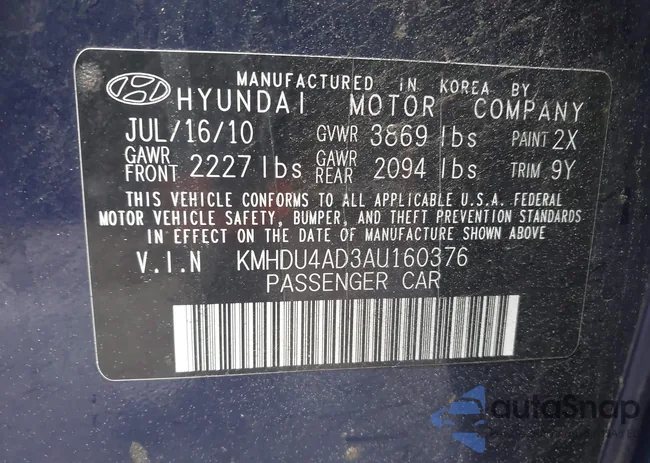 MANUFACTURED IN KOREA BY
HYUNDAI MOTOR COMPANY
JUL/16/10 GVWR 3869 lbs PAINT 2X
GAWR FRONT 2227 lbs GAWR REAR 2094 lbs TRIM 9Y
THIS VEHICLE CONFORMS TO ALL APPLICABLE U.S.A. FEDERAL
MOTOR VEHICLE SAFETY, BUMPER, AND THEFT PREVENTION STANDARDS
IN EFFECT ON THE DATE OF MANUFACTURE SHOWN ABOVE
V.I.N KMHDU4AD3AU160376
PASSENGER CAR
autoSnap